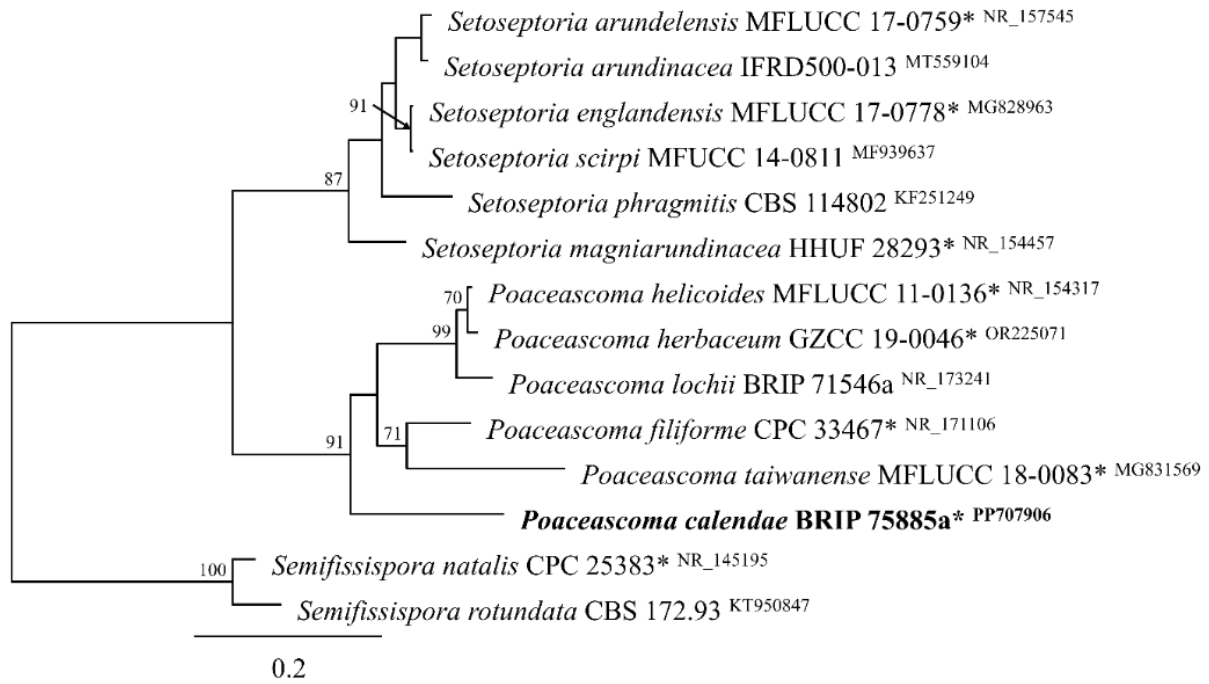 Setoseptoria arundelensis MFLUCC 17-0759* NR_157545
Setoseptoria arundinacea IFRD500-013 MT559104
91
Setoseptoria englandensis MFLUCC 17-0778* MG828963
Setoseptoria scirpi MFUCC 14-0811 MF939637
87
Setoseptoria phragmitis CBS 114802 KF251249
Setoseptoria magniarundinacea HHUF 28293* NR_154457
70
Poaceascoma helicoides MFLUCC 11-0136* NR_154317
99
Poaceascoma herbaceum GZCC 19-0046* OR225071
Poaceascoma lochii BRIP 71546a NR_173241
71
Poaceascoma filiforme CPC 33467* NR_171106
91
Poaceascoma taiwanense MFLUCC 18-0083* MG831569
Poaceascoma calendae BRIP 75885a* PP707906
100
Semifissispora natalis CPC 25383* NR_145195
Semifissispora rotundata CBS 172.93 KT950847
0.2